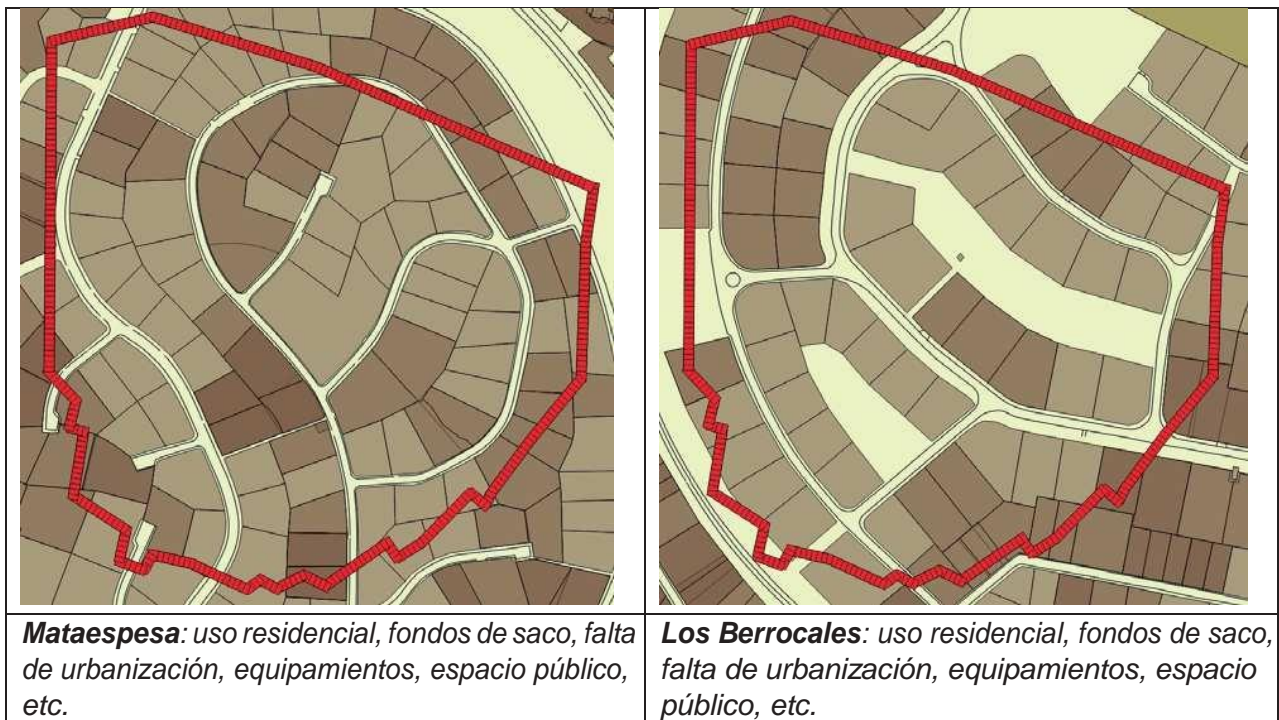 Mataespesa: uso residencial, fondos de saco, falta
de urbanización, equipamientos, espacio público,
etc.
Los Berrocales: uso residencial, fondos de saco,
falta de urbanización, equipamientos, espacio
público, etc.